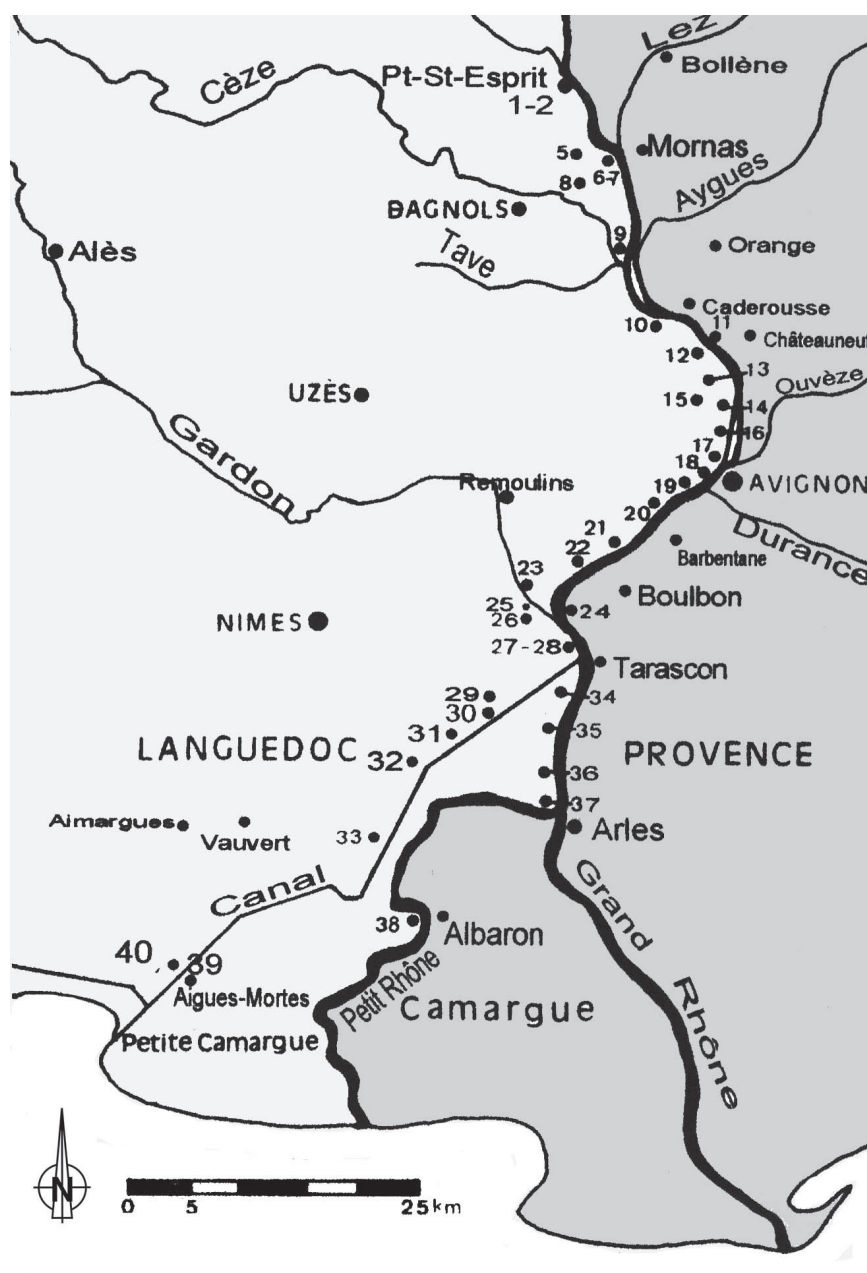 Lez
Cèze
Pt-St-Esprit
1-2
Bollène
Mornas
5
6-7
8
Aygues
BAGNOLS
9
Tave
Orange
Alès
Caderousse
10
11
Châteauneuf
12
13
Ouvèze
UZÈS
15
14
16
17
18
Gardon
Remoulins
19
AVIGNON
20
Durance
21
Barbentane
22
23
Boulbon
25
24
26
NIMES
27-28
Tarascon
29
34
30
31
35
LANGUEDOC
32
PROVENCE
36
37
Aimargues
Vauvert
33
Arles
Canal
Grand Rhône
38
Albaron
40
39
Aigues-Mortes
Petit Rhône
Camargue
Petite Camargue
N
0 5 25 km